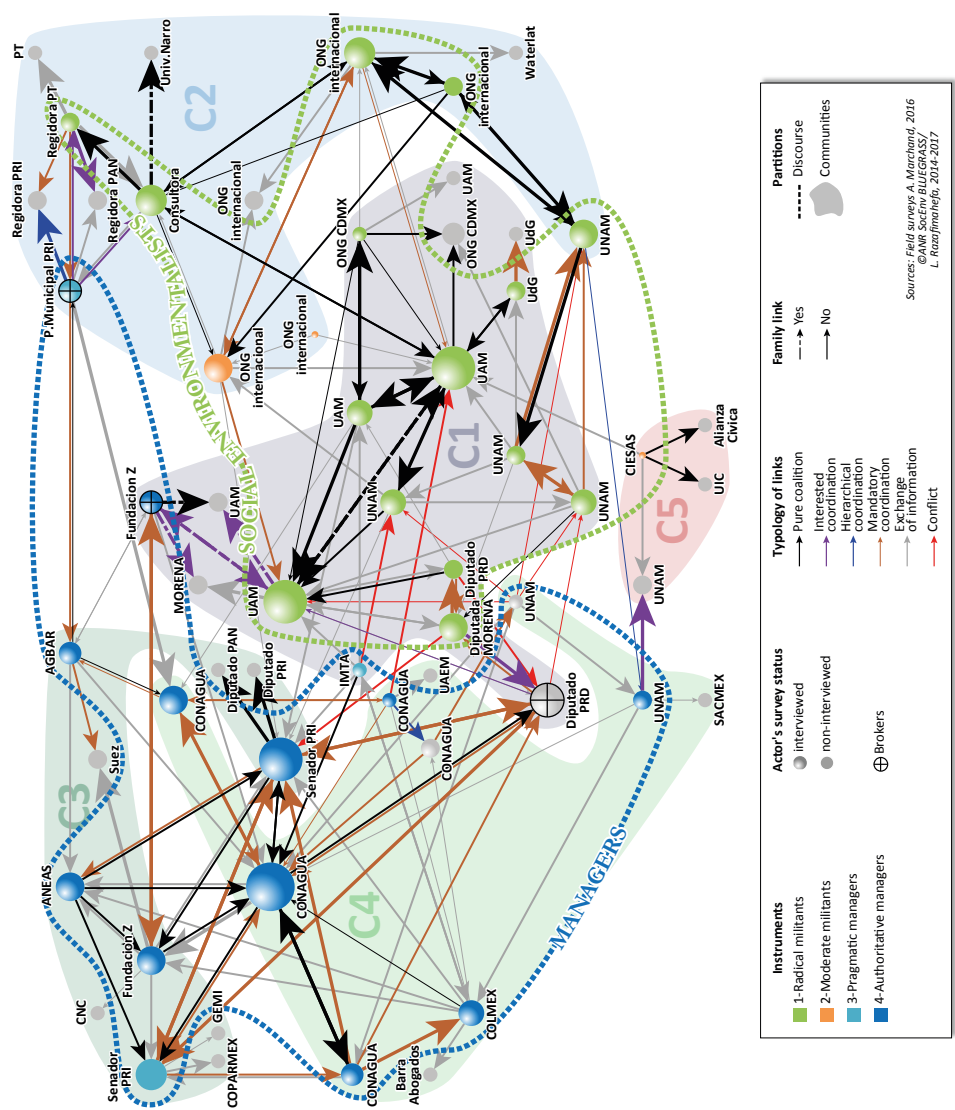 PT
Univ.Narro
ONG
internacional
Waterlat
Regidora PRI
Regidora PT
C2
ONG
internacional
Regidora PAN
Consultora
ONG
internacional
UAM
ONG CDMX
ONG CDMX
UdG
UNAM
P.Municipal PRI
UdG
ONG
internacional
ONG
internacional
UAM
UAM
SOCIAL ENVIRONMENTALISTS
C1
UNAM
CIESAS
Alianza
Civica
UIC
C5
Fundacion Z
UAM
UNAM
UNAM
MORENA
UAM
Diputado
PRD
Diputada
MORENA
UNAM
UNAM
AGBAR
CONAGUA
Diputado PAN
Diputado
PRI
IMTA
CONAGUA
UAEM
Diputado
PRD
UNAM
SACMEX
Suez
Senador PRI
CONAGUA
C3
ANEAS
CONAGUA
C4
MANAGERS
Fundacion Z
CNC
GEMI
COLMEX
Senador
PRI
COPARMEX
CONAGUA
Barra
Abogados
Instruments
1-Radical militants
2-Moderate militants
3-Pragmatic managers
4-Authoritative managers
Actor's survey status
interviewed
non-interviewed
Brokers
Typology of links
Pure coalition
Interested
coordination
Hierarchical
coordination
Mandatory
coordination
Exchange
of information
Conflict
Family link
Yes
No
Partitions
Discourse
Communities
Sources: Field surveys A. Marchand, 2016
©ANR SocEnv BLUEGRASS/
L. Razafimahefa, 2014-2017